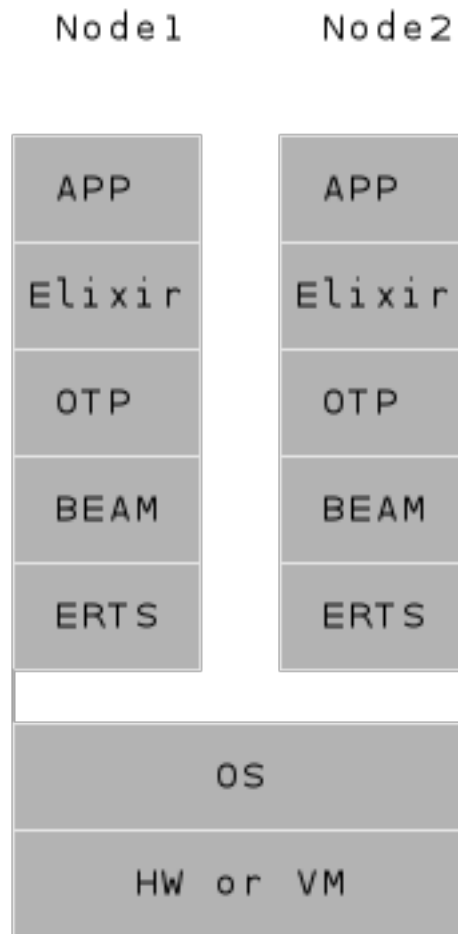 Node1 Node2
APP APP
Elixir Elixir
OTP OTP
BEAM BEAM
ERTS ERTS
OS
HW or VM